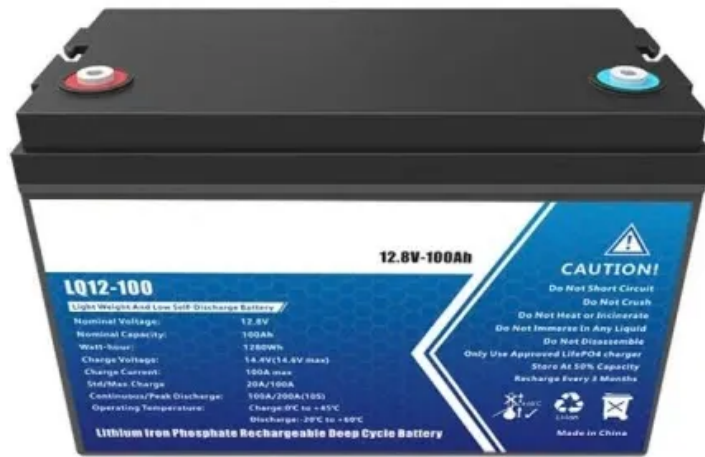 12.8V-100Ah
LQ12-100
Light Weight And Low Self-Discharge Battery
Nominal Voltage: 12.8V
Nominal Capacity: 100Ah
Watt-hour: 1280Wh
Charge Voltage: 14.4V(14.6V max)
Charge Current: 100A max
Std/Max.Charge 20A/100A
Continuous/Peak Discharge: 100A/200A(10S)
Operating Temperature: Charge:0℃ to +45℃
Discharge:-20℃ to +60℃
Lithium Iron Phosphate Rechargeable Deep Cycle Battery
CAUTION!
Do Not Short Circuit
Do Not Crush
Do Not Heat or Incinerate
Do Not Immerse In Any Liquid
Do Not Disassemble
Only Use Approved LifePO4 charger
Store At 50% Capacity
Recharge Every 3 Months
Made in China